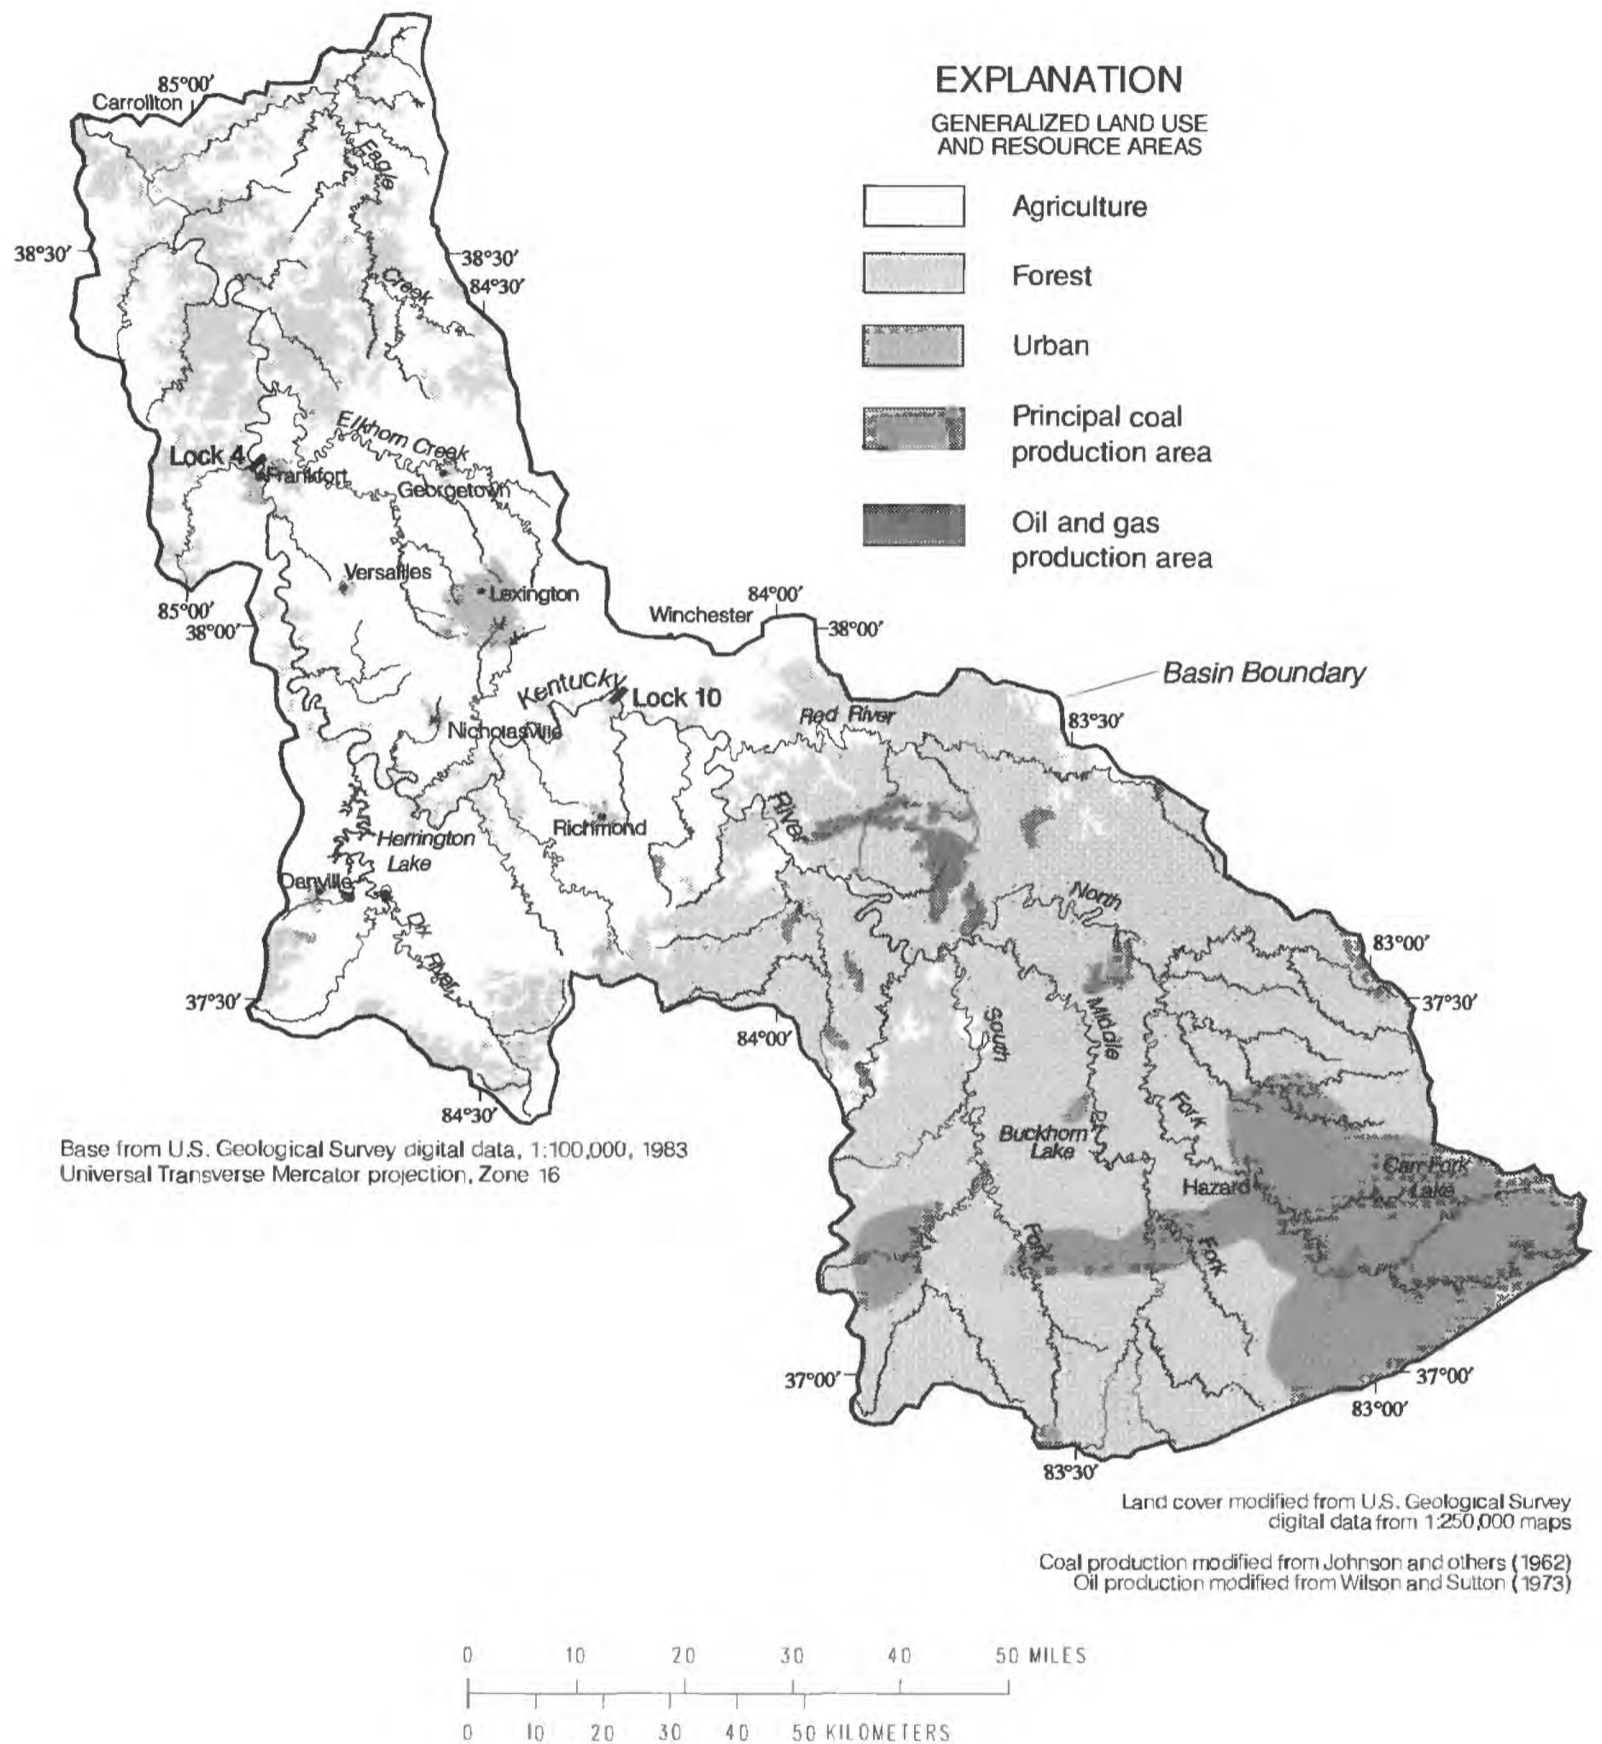 EXPLANATION
GENERALIZED LAND USE
AND RESOURCE AREAS
Agriculture
Forest
Urban
Principal coal
production area
Oil and gas
production area
85°00′
Carrollton
Eagle
38°30′
38°30′
Creek
84°30′
Elkhorn Creek
Lock 4
Frankfort
Georgetown
Versailles
Lexington
85°00′
38°00′
Winchester
84°00′
38°00′
Basin Boundary
Kentucky
Lock 10
Red River
83°30′
Nicholasville
River
Richmond
Herrington
Lake
Danville
Dix
River
North
83°00′
37°30′
37°30′
84°00′
South
Middle
84°30′
Fork
Buckhorn
Lake
Carr Fork
Lake
Hazard
Fork
Fork
37°00′
37°00′
83°00′
83°30′
Base from U.S. Geological Survey digital data, 1:100,000, 1983
Universal Transverse Mercator projection, Zone 16
Land cover modified from U.S. Geological Survey
digital data from 1:250,000 maps
Coal production modified from Johnson and others (1962)
Oil production modified from Wilson and Sutton (1973)
0 10 20 30 40 50 MILES
0 10 20 30 40 50 KILOMETERS